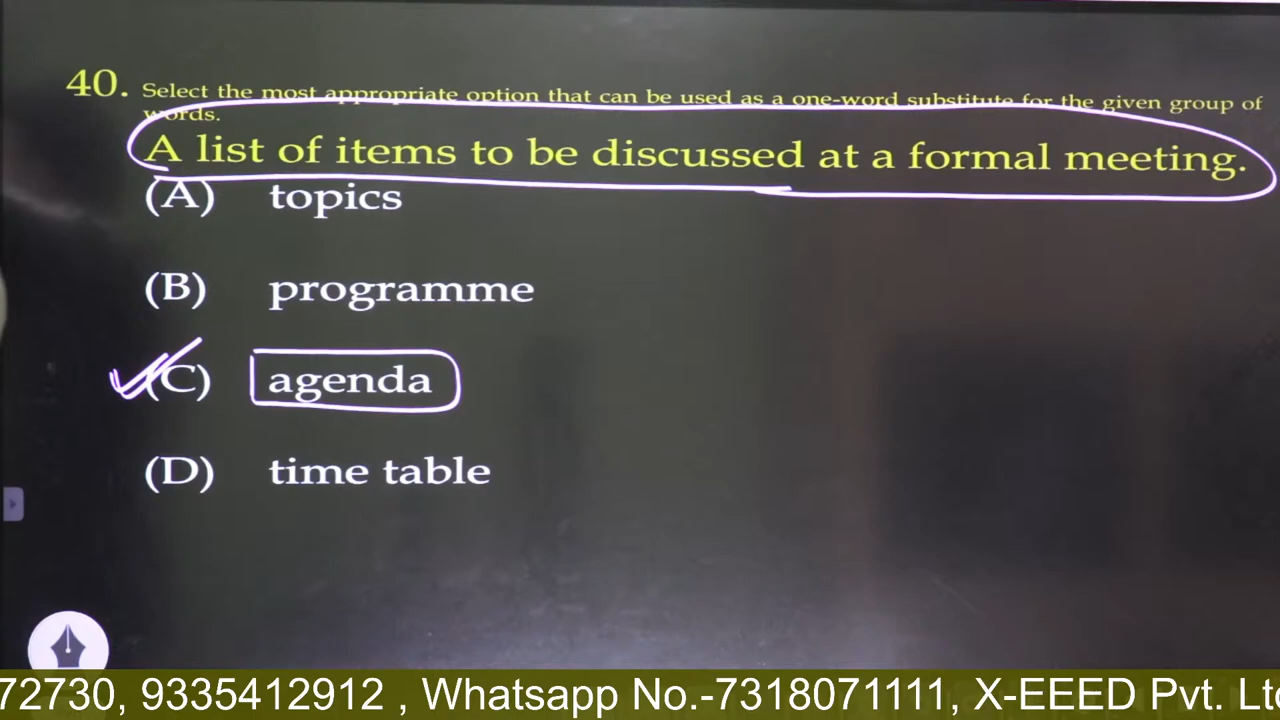 40. Select the most appropriate option that can be used as a one-word substitute for the given group of
words.
A list of items to be discussed at a formal meeting.
(A) topics
(B) programme
(C) agenda
(D) time table
72730, 9335412912 , Whatsapp No.-7318071111, X-EEED Pvt. Ltd